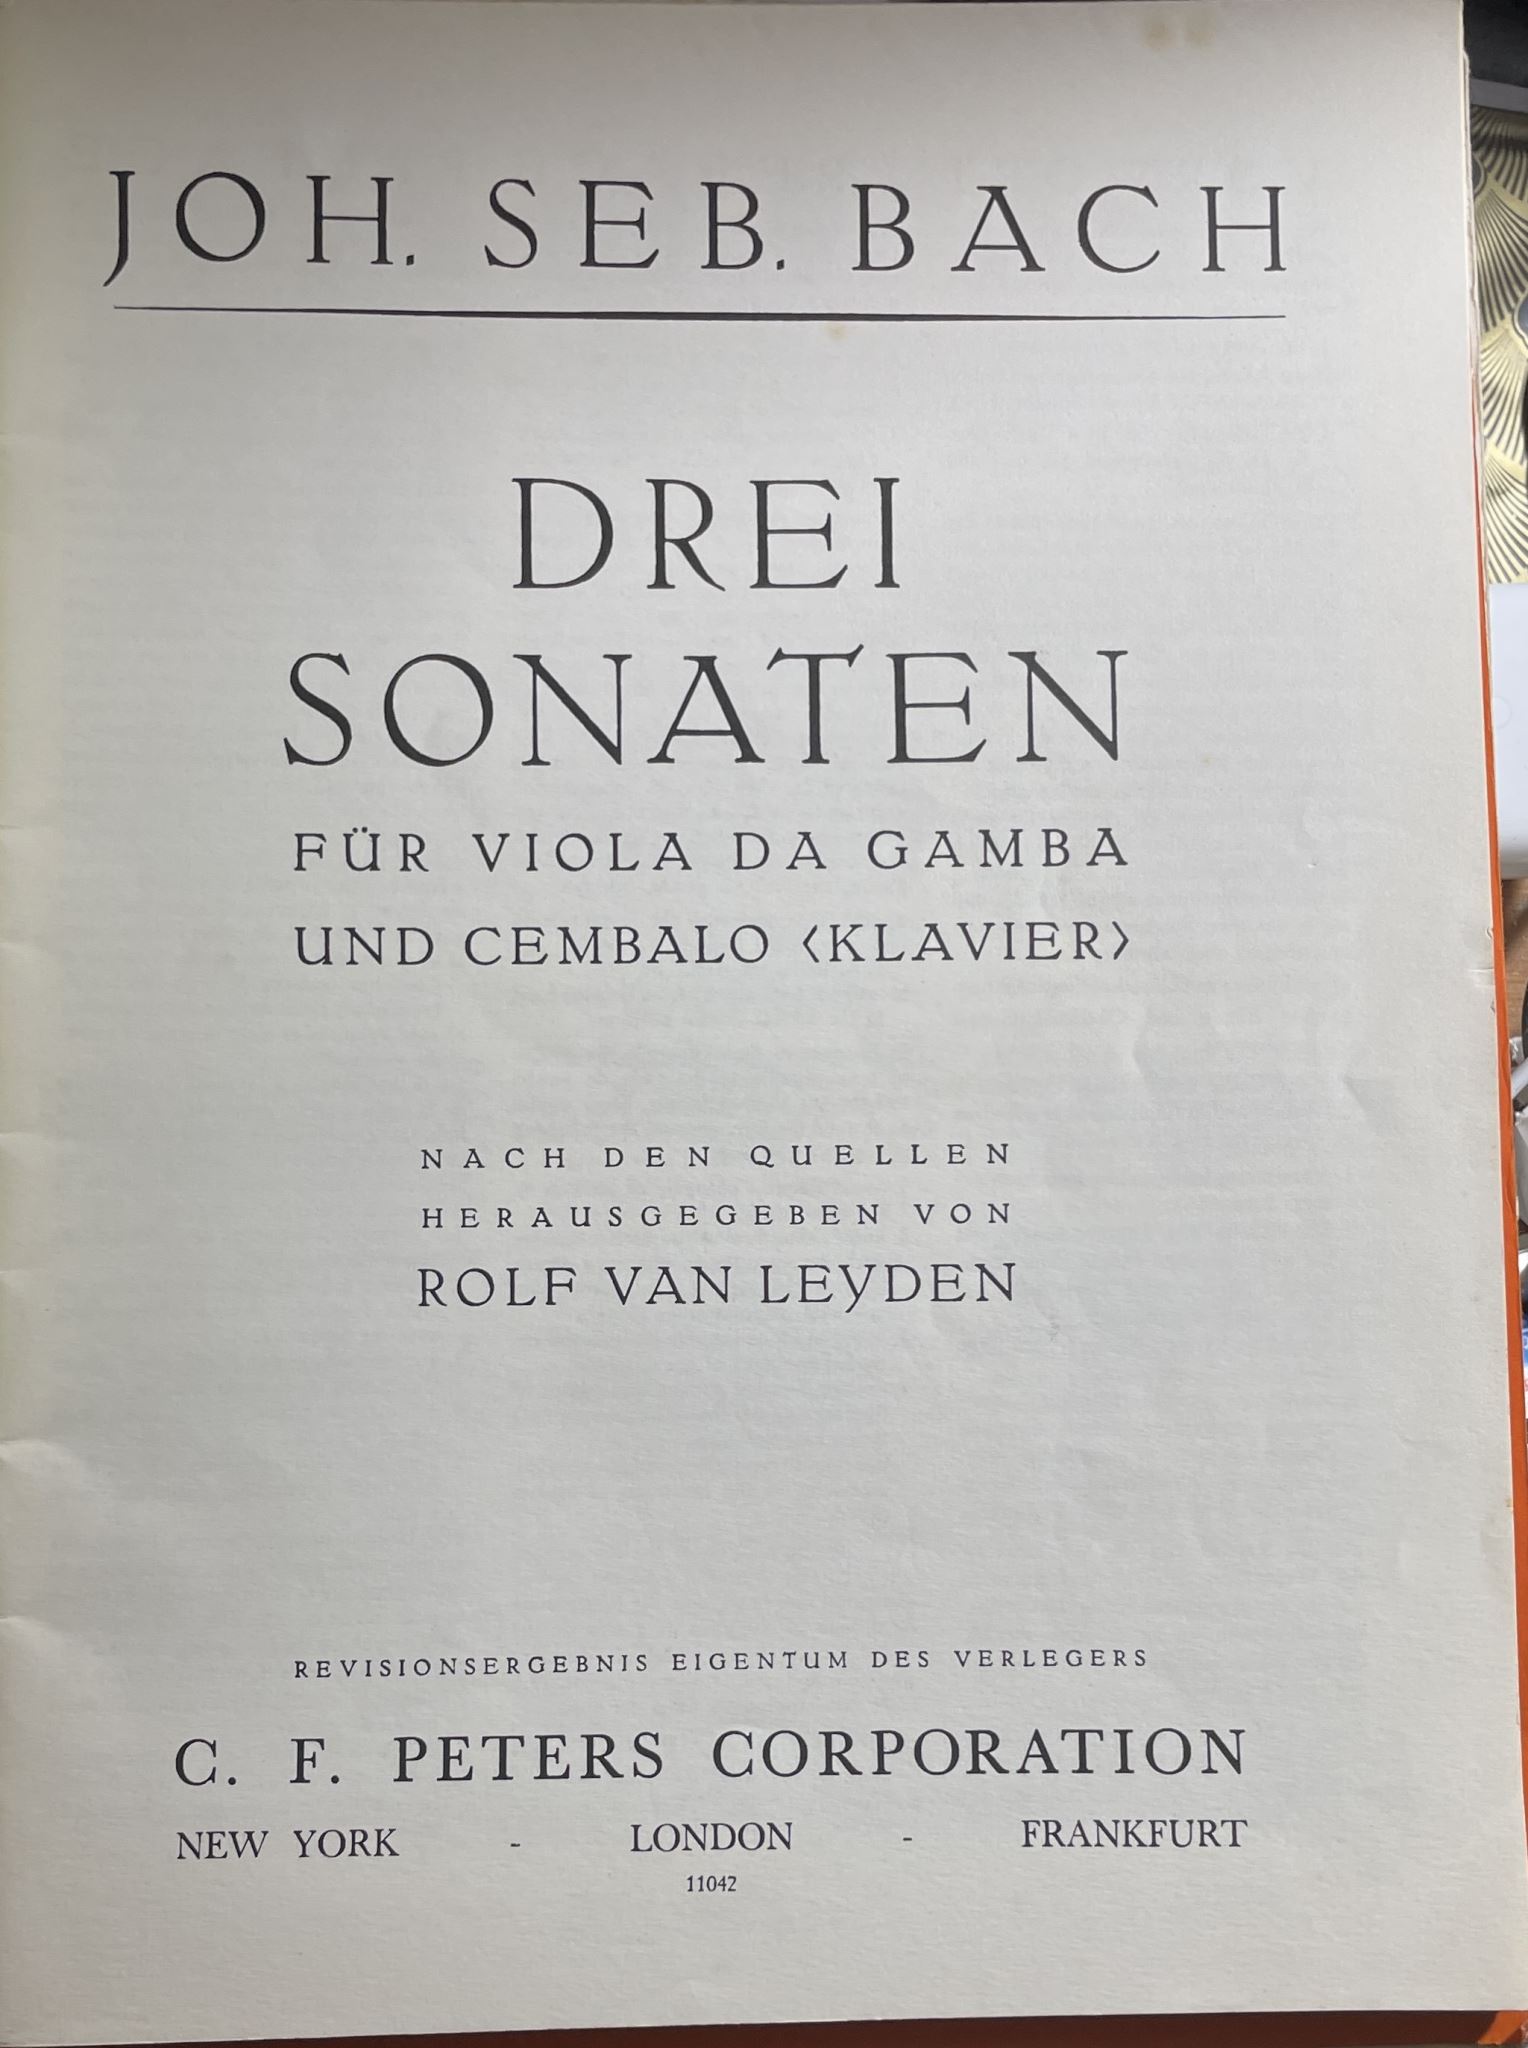 JOH. SEB. BACH
DREI
SONATEN
FÜR VIOLA DA GAMBA
UND CEMBALO <KLAVIER>
NACH DEN QUELLEN
HERAUSGEGEBEN VON
ROLF VAN LEYDEN
REVISIONSERGEBNIS EIGENTUM DES VERLEGERS
C. F. PETERS CORPORATION
NEW YORK - LONDON - FRANKFURT
11042